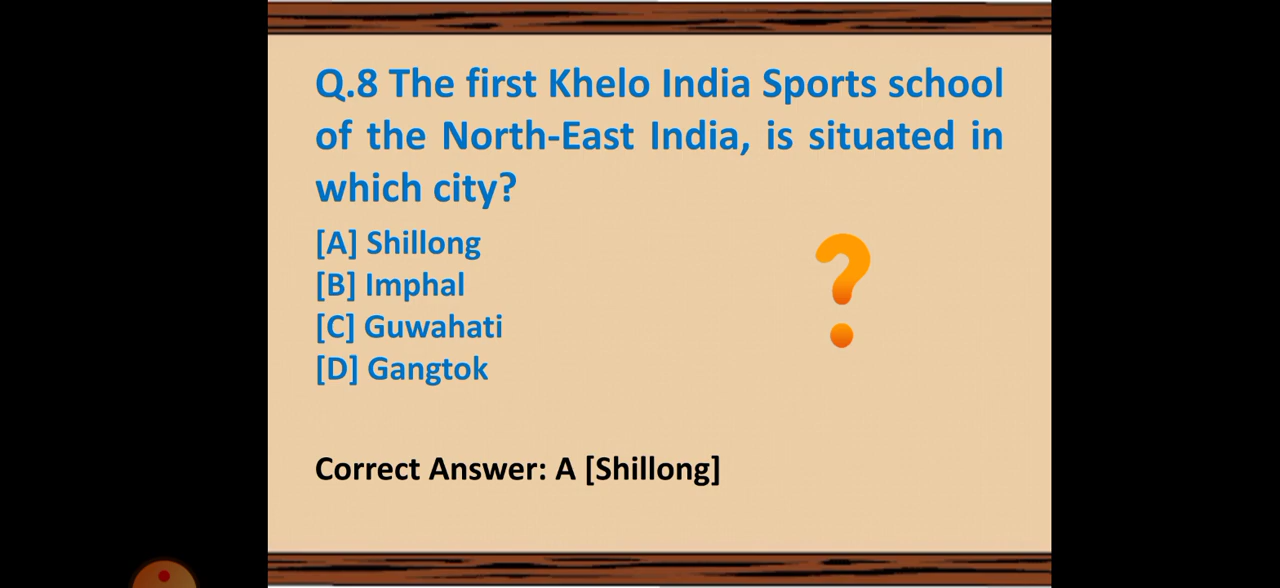 Q.8 The first Khelo India Sports school
of the North-East India, is situated in
which city?
[A] Shillong
[B] Imphal
[C] Guwahati
[D] Gangtok
?
Correct Answer: A [Shillong]